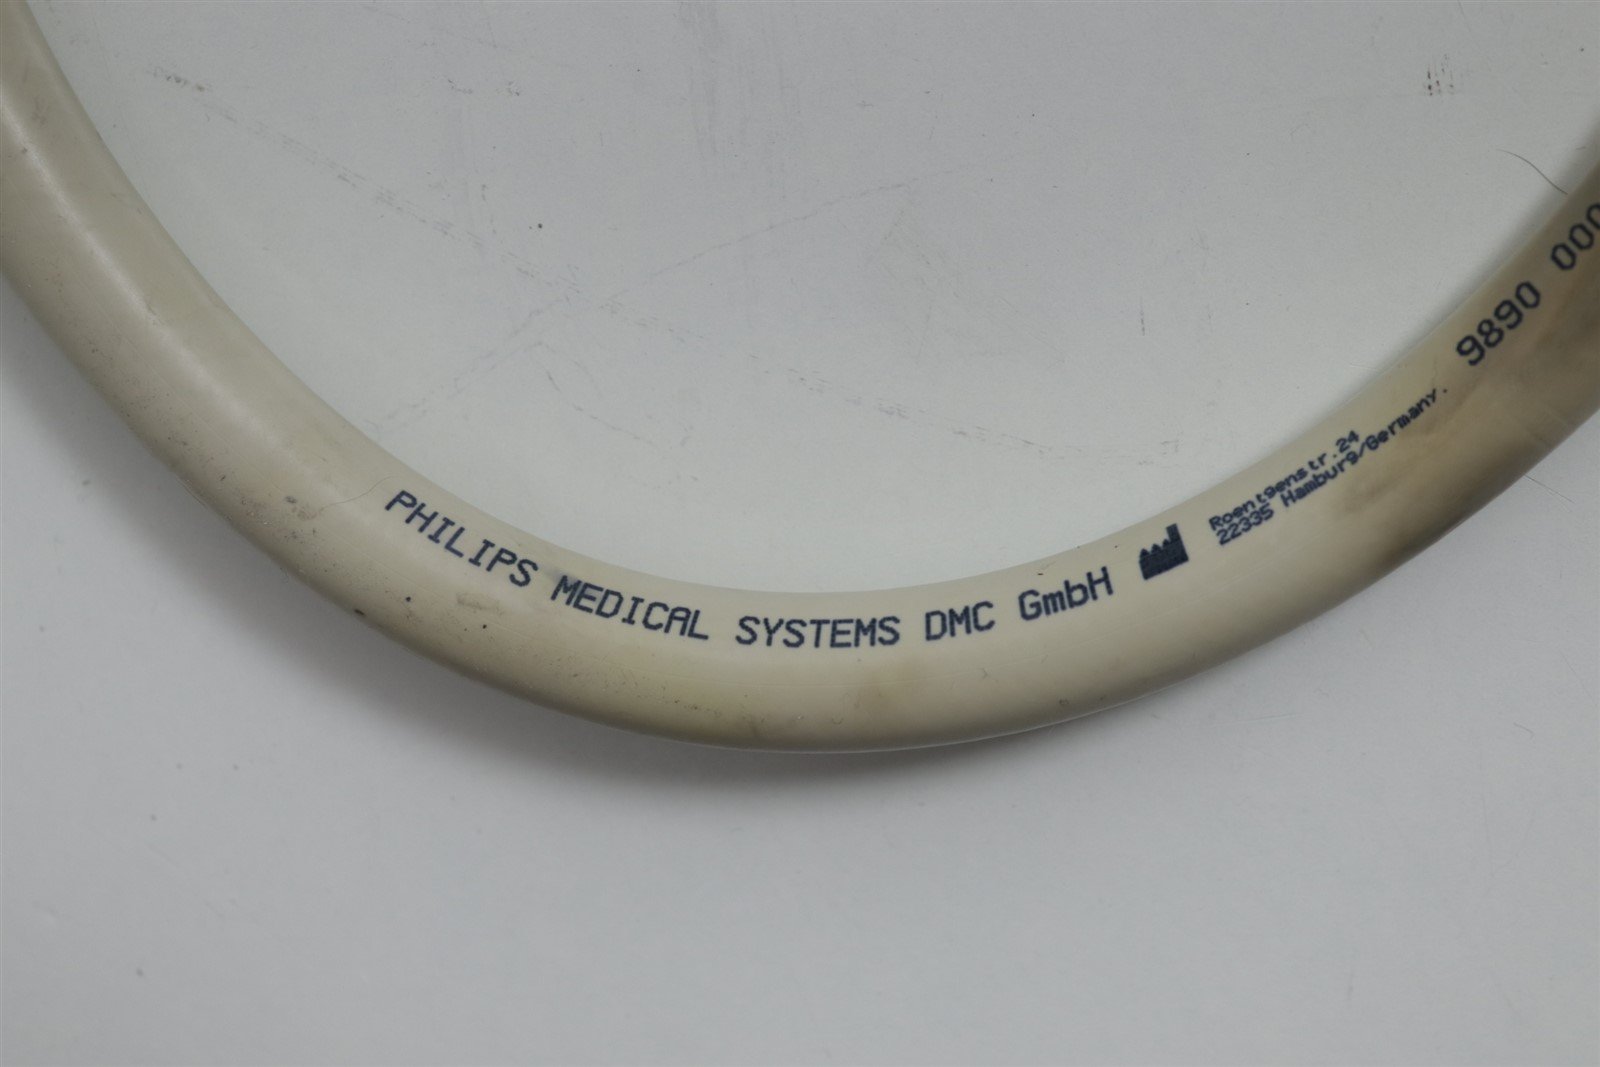 PHILIPS MEDICAL SYSTEMS DMC GmbH
Roentgenstr.24
22335 Hamburg/Germany.
9890 000